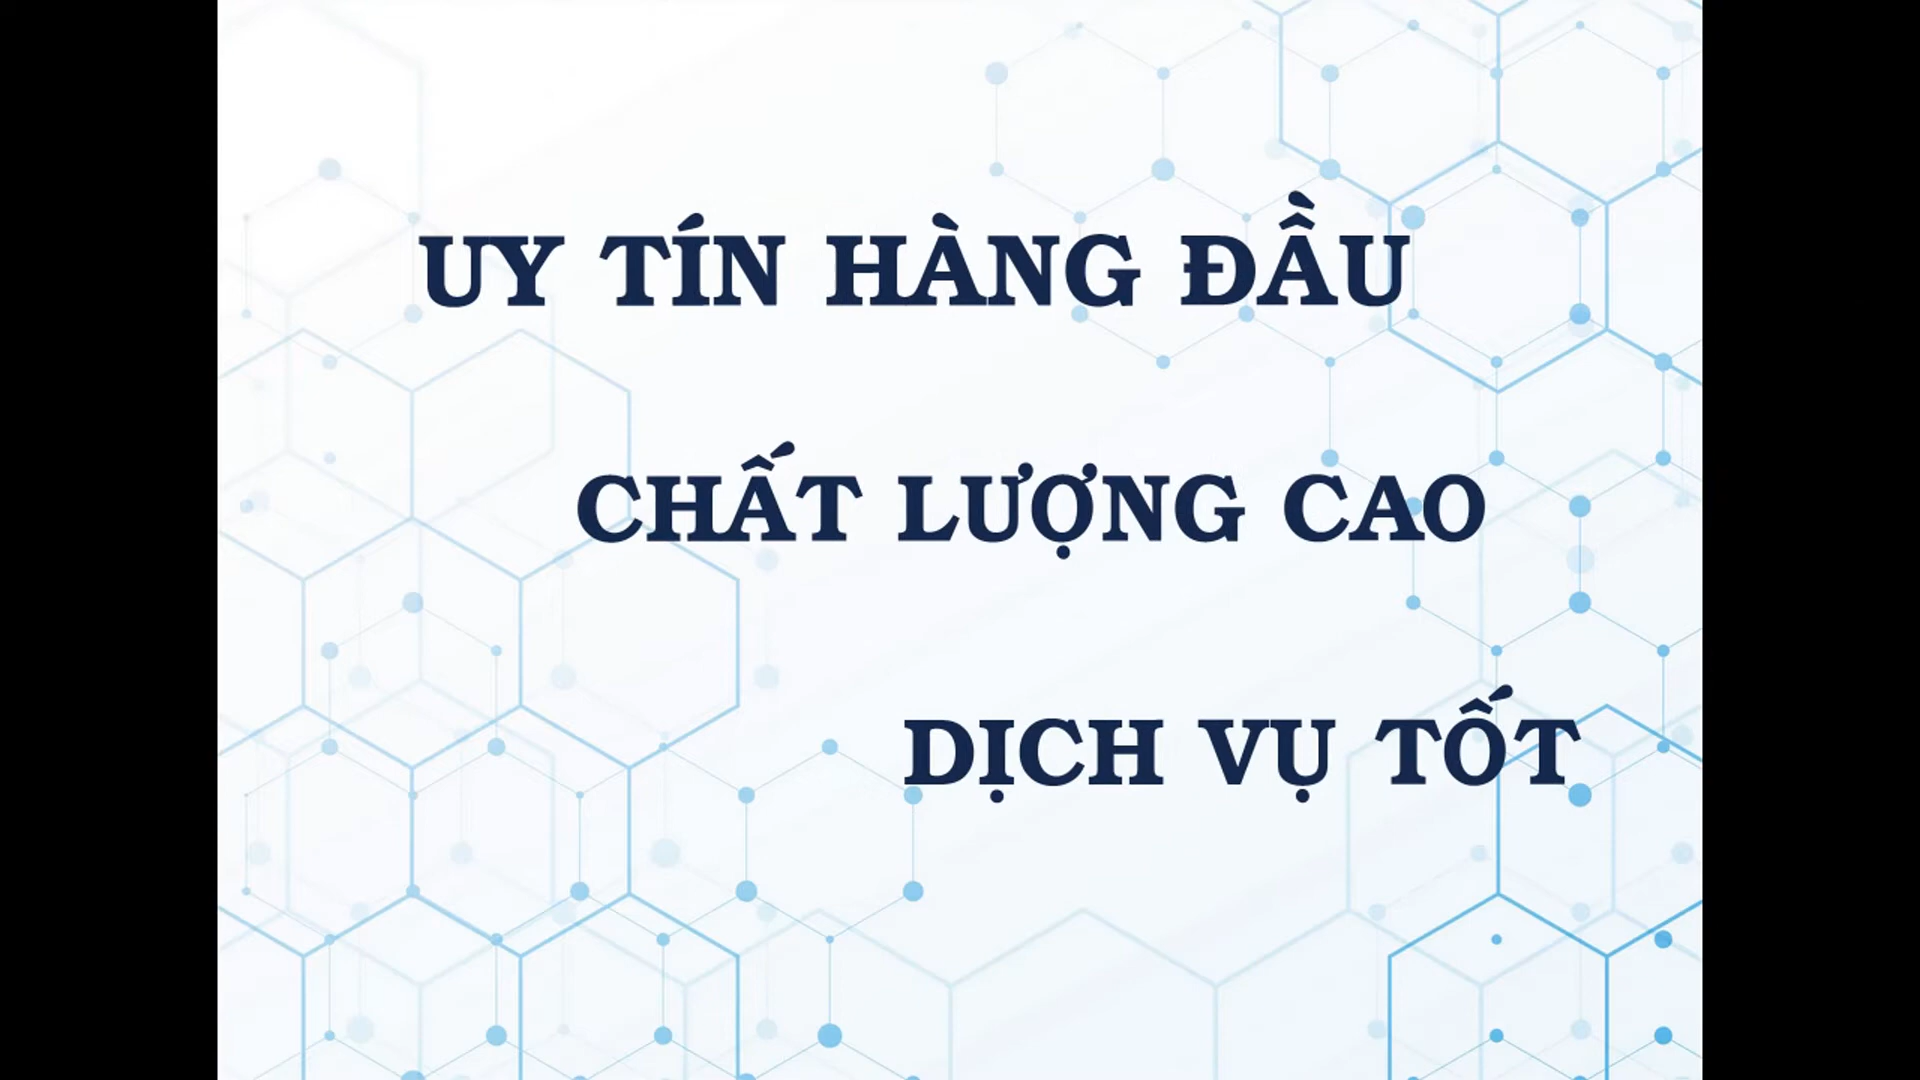 UY TÍN HÀNG ĐẦU
CHẤT LƯỢNG CAO
DỊCH VỤ TỐT